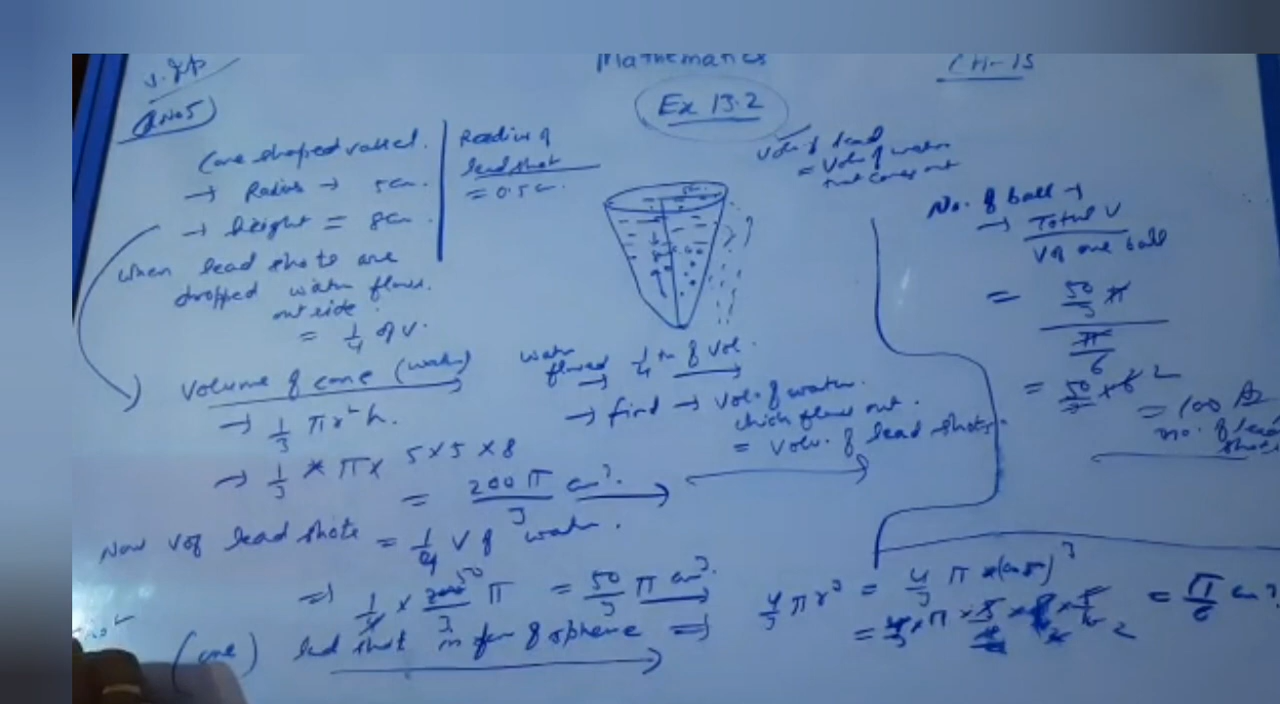 V. Imp
Q No 5
Mathematics
CH-13
Ex 13.2
Cone shaped vessel.
→ Radius → 5cm.
→ height = 8cm.
Radius of
lead shot
= 0.5 cm.
When lead shots are
dropped water flows
outside
= 1/4 of V.
Volume of cone (water)
→ 1/3 πr²h.
→ 1/3 × π × 5×5×8
= 200π/3 cm³.
Vol. of lead
= Vol. of water
that comes out
water
flowed → 1/4 th of vol.
→ find → vol. of water
which flows out.
= Volu. of lead shots.
Now V of lead shots = 1/4 V of water.
⇒ 1/4 × 200 50/3 π = 50/3 π cm³.
(one) lead shot in form of sphere ⇒ 4/3 πr³ = 4/3 π ×(0.5)³
= π/6 cm³
No. of ball →
→ Total V / V of one ball
= 50/3 π / π/6
= 50/3 × 6 2
= 100
no. of lead
shots